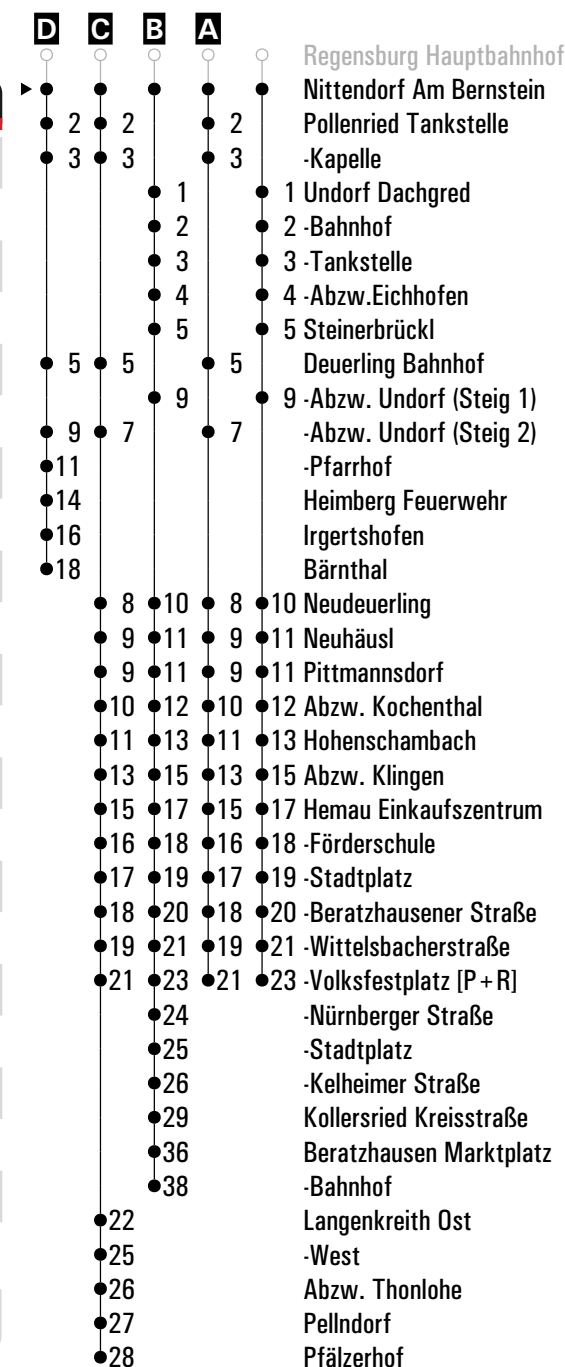 D C B A
Regensburg Hauptbahnhof
Nittendorf Am Bernstein
2 2 2 Pollenried Tankstelle
3 3 3 -Kapelle
1 1 Undorf Dachgred
2 2 -Bahnhof
3 3 -Tankstelle
4 4 -Abzw.Eichhofen
5 5 Steinerbrückl
5 5 5 Deuerling Bahnhof
9 9 -Abzw. Undorf (Steig 1)
9 7 7 -Abzw. Undorf (Steig 2)
11 -Pfarrhof
14 Heimberg Feuerwehr
16 Irgertshofen
18 Bärnthal
8 10 8 10 Neudeuerling
9 11 9 11 Neuhäusl
9 11 9 11 Pittmannsdorf
10 12 10 12 Abzw. Kochenthal
11 13 11 13 Hohenschambach
13 15 13 15 Abzw. Klingen
15 17 15 17 Hemau Einkaufszentrum
16 18 16 18 -Förderschule
17 19 17 19 -Stadtplatz
18 20 18 20 -Beratzhausener Straße
19 21 19 21 -Wittelsbacherstraße
21 23 21 23 -Volksfestplatz [P+R]
24 -Nürnberger Straße
25 -Stadtplatz
26 -Kelheimer Straße
29 Kollersried Kreisstraße
36 Beratzhausen Marktplatz
38 -Bahnhof
22 Langenkreith Ost
25 -West
26 Abzw. Thonlohe
27 Pellndorf
28 Pfälzerhof